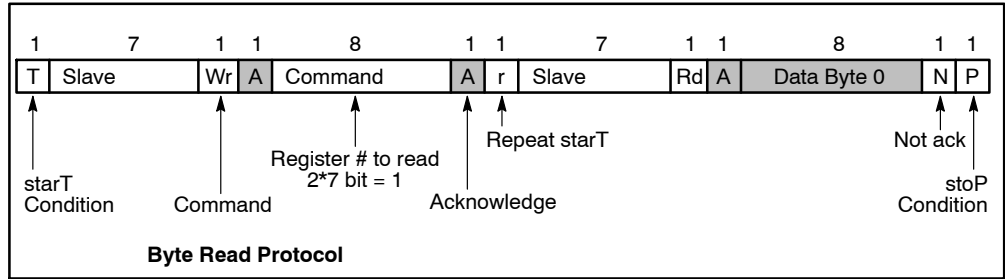 1 7 1 1 8 1 1 7 1 1 8 1 1
T Slave Wr A Command A r Slave Rd A Data Byte 0 N P
Repeat starT Not ack
Register # to read
2*7 bit = 1
starT
Condition
Command
Acknowledge
stoP
Condition
Byte Read Protocol